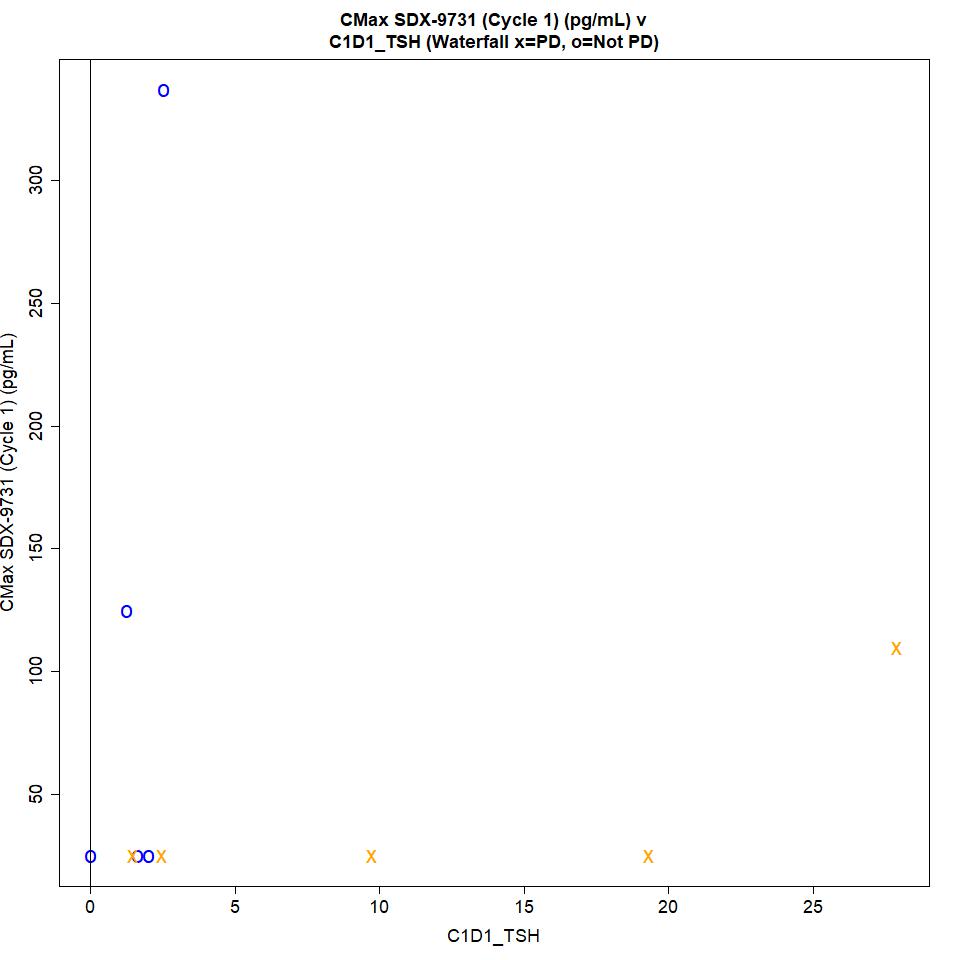 CMax SDX-9731 (Cycle 1) (pg/mL) v
C1D1_TSH (Waterfall x=PD, o=Not PD)
CMax SDX-9731 (Cycle 1) (pg/mL)
300
250
200
150
100
50
O
O
X
O
X
O
O
X
X
X
0
5
10
15
20
25
C1D1_TSH